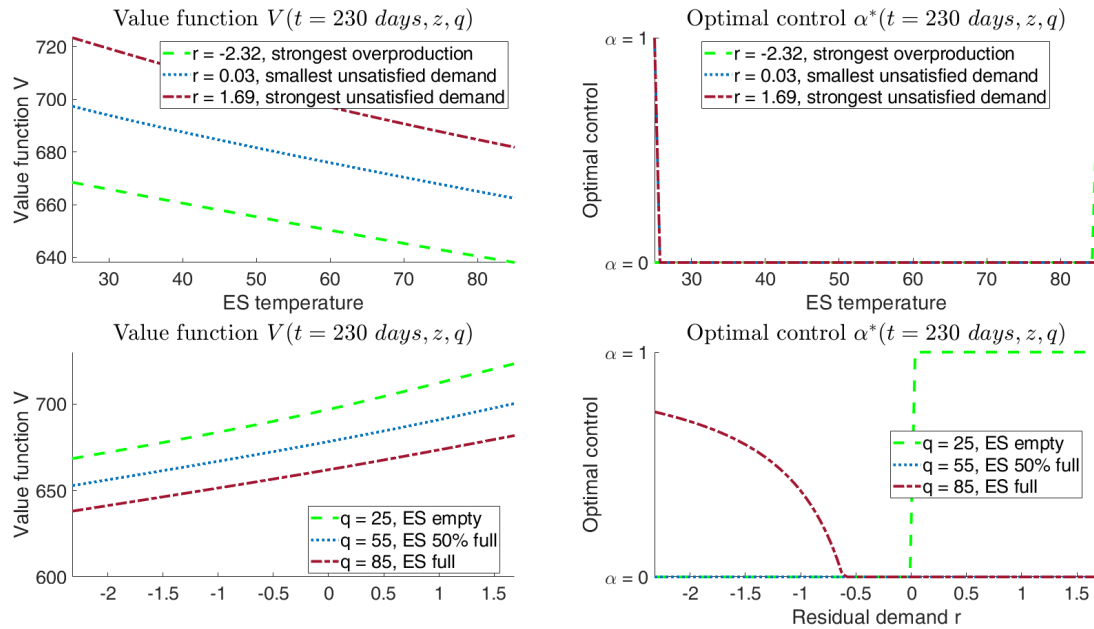 Value function V(t = 230 days, z, q)
Value function V
720
700
680
660
640
r = -2.32, strongest overproduction
r = 0.03, smallest unsatisfied demand
r = 1.69, strongest unsatisfied demand
30 40 50 60 70 80
ES temperature
Optimal control α*(t = 230 days, z, q)
Optimal control
α = 1
α = 0
r = -2.32, strongest overproduction
r = 0.03, smallest unsatisfied demand
r = 1.69, strongest unsatisfied demand
30 40 50 60 70 80
ES temperature
Value function V(t = 230 days, z, q)
Value function V
700
650
600
q = 25, ES empty
q = 55, ES 50% full
q = 85, ES full
-2 -1.5 -1 -0.5 0 0.5 1 1.5
Optimal control α*(t = 230 days, z, q)
Optimal control
α = 1
α = 0
q = 25, ES empty
q = 55, ES 50% full
q = 85, ES full
-2 -1.5 -1 -0.5 0 0.5 1 1.5
Residual demand r